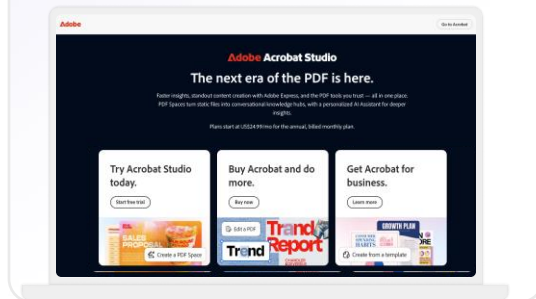 Adobe
Go to Acrobat
Adobe Acrobat Studio
The next era of the PDF is here.
Faster insights, standout content creation with Adobe Express, and the PDF tools you trust — all in one place.
PDF Spaces turn static files into conversational knowledge hubs, with a personalized AI Assistant for deeper
insights.
Plans start at US$24.99/mo for the annual, billed monthly plan.
Try Acrobat Studio
today.
Start free trial
Buy Acrobat and do
more.
Buy now
Get Acrobat for
business.
Learn more
SALES
PROPOSAL
Create a PDF Space
Edit a PDF
Trand
Trend Report
GROWTH PLAN
CONSUMER
SPENDING
HABITS
Create from a template